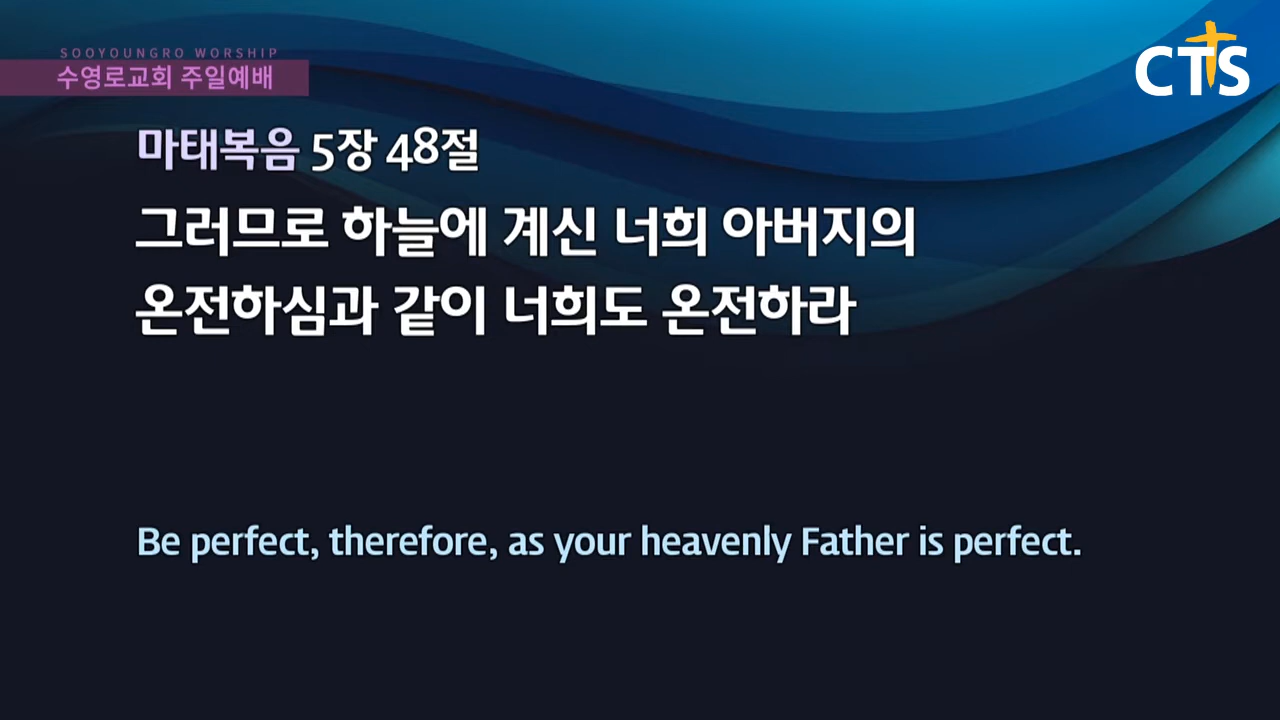 SOOYOUNGRO WORSHIP
수영로교회 주일예배
CTS
마태복음 5장 48절
그러므로 하늘에 계신 너희 아버지의
온전하심과 같이 너희도 온전하라
Be perfect, therefore, as your heavenly Father is perfect.